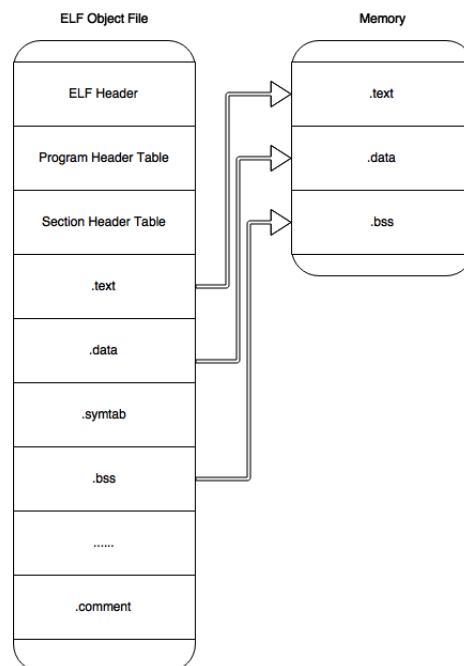 ELF Object File
ELF Header
Program Header Table
Section Header Table
.text
.data
.symtab
.bss
......
.comment
Memory
.text
.data
.bss